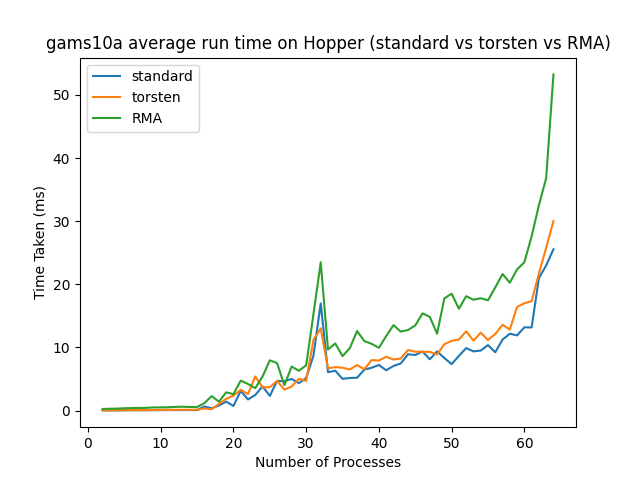 gams10a average run time on Hopper (standard vs torsten vs RMA)
standard
torsten
RMA
Time Taken (ms)
50
40
30
20
10
0
0 10 20 30 40 50 60
Number of Processes